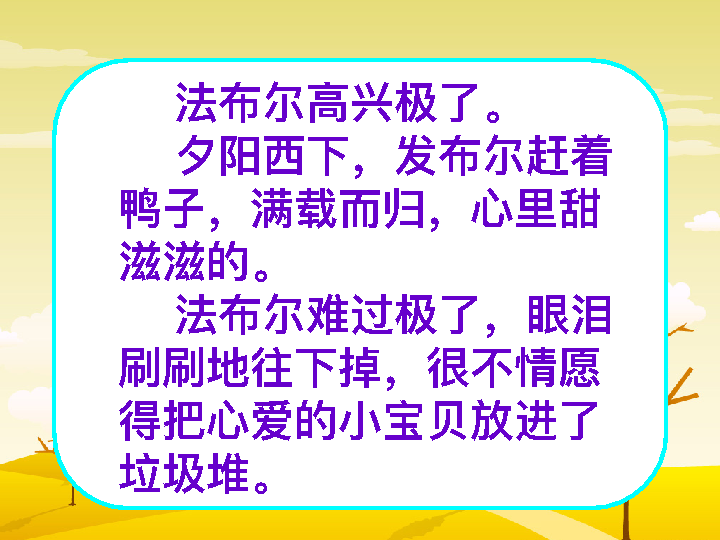 法布尔高兴极了。
夕阳西下，发布尔赶着
鸭子，满载而归，心里甜
滋滋的。
法布尔难过极了，眼泪
刷刷地往下掉，很不情愿
得把心爱的小宝贝放进了
垃圾堆。